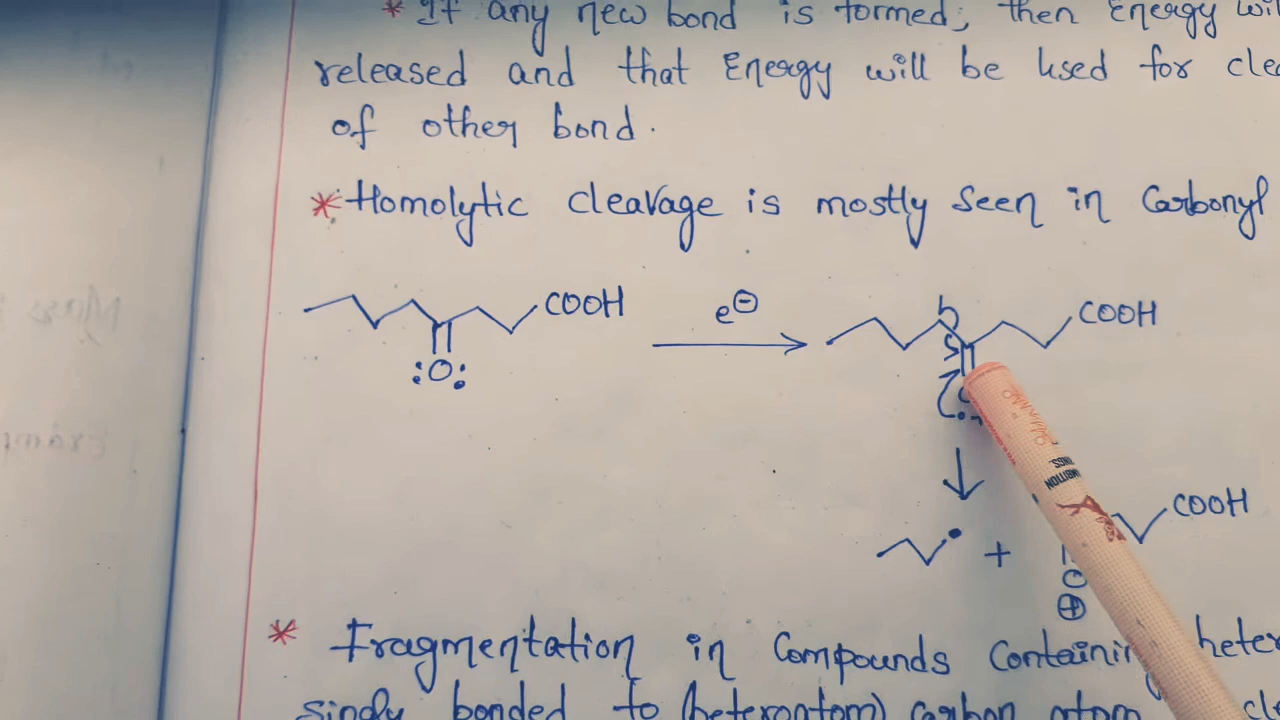 * If any new bond is formed, then Energy
released and that Energy will be used for
of other bond.
* Homolytic cleavage is mostly seen in Carbonyl
COOH e⊖ COOH
:O:
COOH
+
O
⊕
* Fragmentation in Compounds Containing
singly bonded to (heteroatom) carbon atom